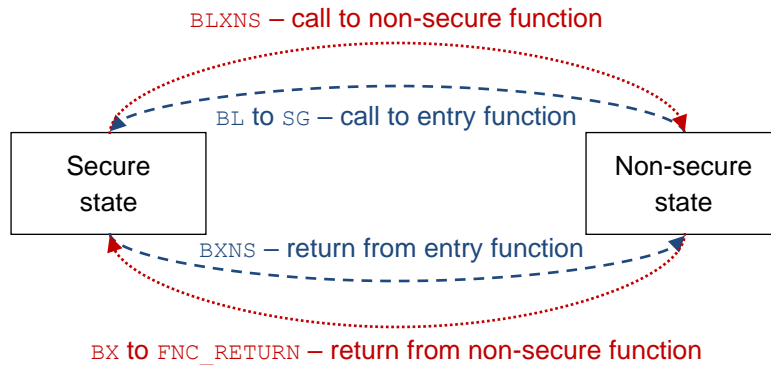 BLXNS – call to non-secure function
BL to SG – call to entry function
Secure
state
Non-secure
state
BXNS – return from entry function
BX to FNC_RETURN – return from non-secure function